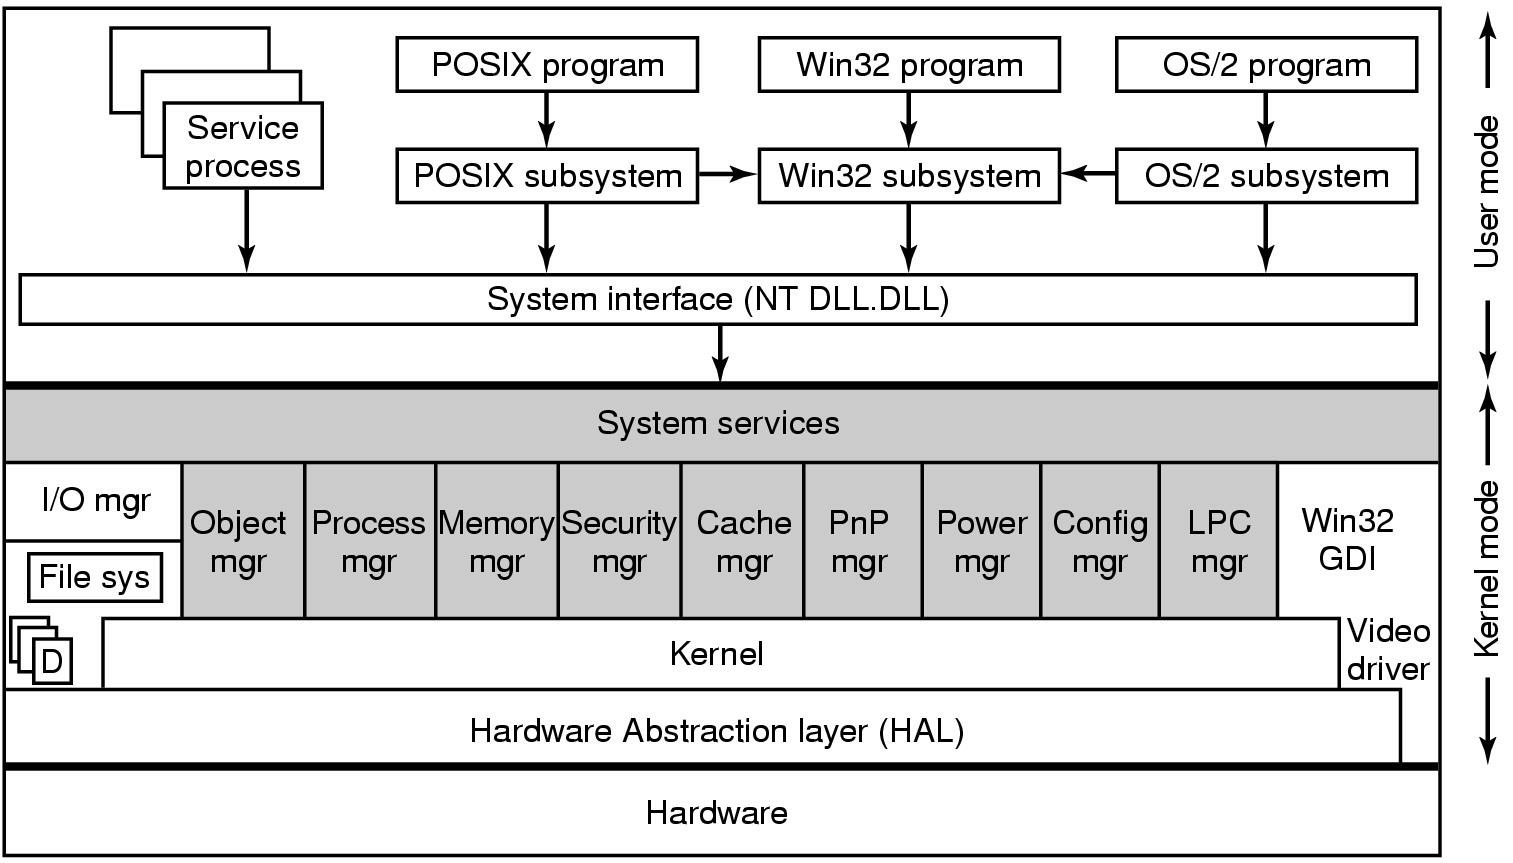 POSIX program
Win32 program
OS/2 program
Service
process
POSIX subsystem
Win32 subsystem
OS/2 subsystem
System interface (NT DLL.DLL)
User mode
System services
I/O mgr
File sys
D
Object
mgr
Process
mgr
Memory
mgr
Security
mgr
Cache
mgr
PnP
mgr
Power
mgr
Config
mgr
LPC
mgr
Win32
GDI
Video
driver
Kernel
Hardware Abstraction layer (HAL)
Kernel mode
Hardware